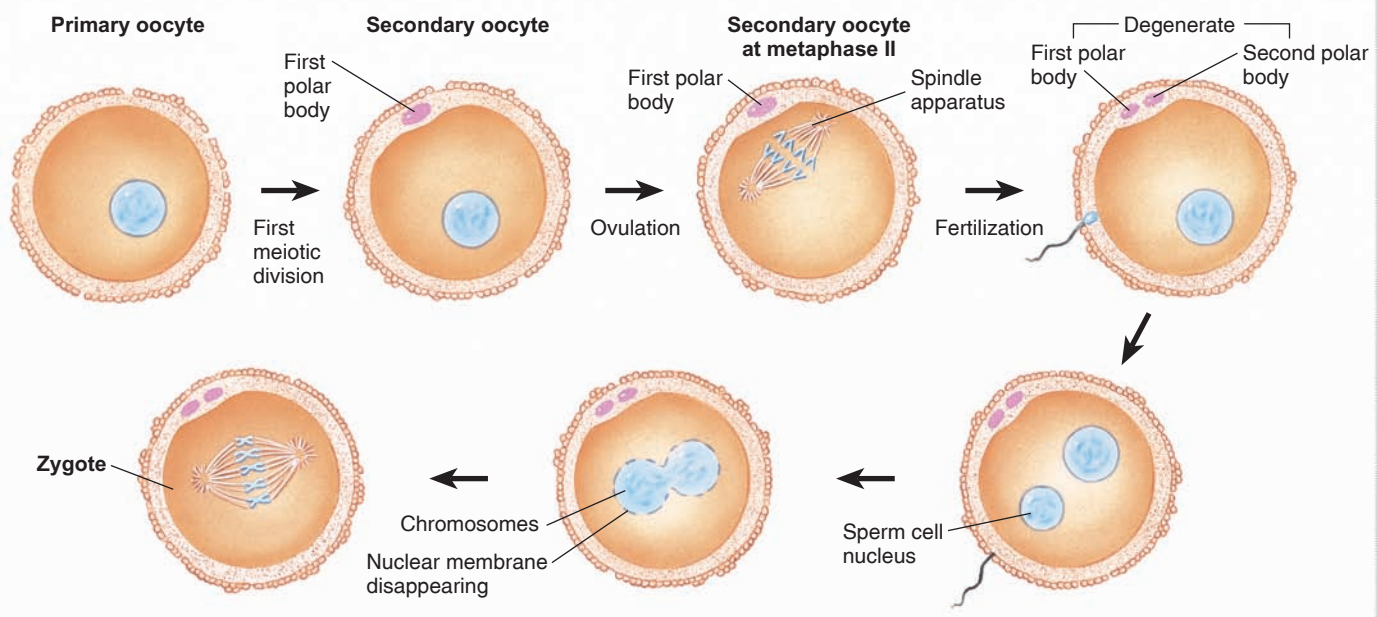 Primary oocyte
Secondary oocyte
Secondary oocyte
at metaphase II
Degenerate
First
polar
body
First polar
body
Spindle
apparatus
First polar
body
Second polar
body
First
meiotic
division
Ovulation
Fertilization
Zygote
Chromosomes
Nuclear membrane
disappearing
Sperm cell
nucleus